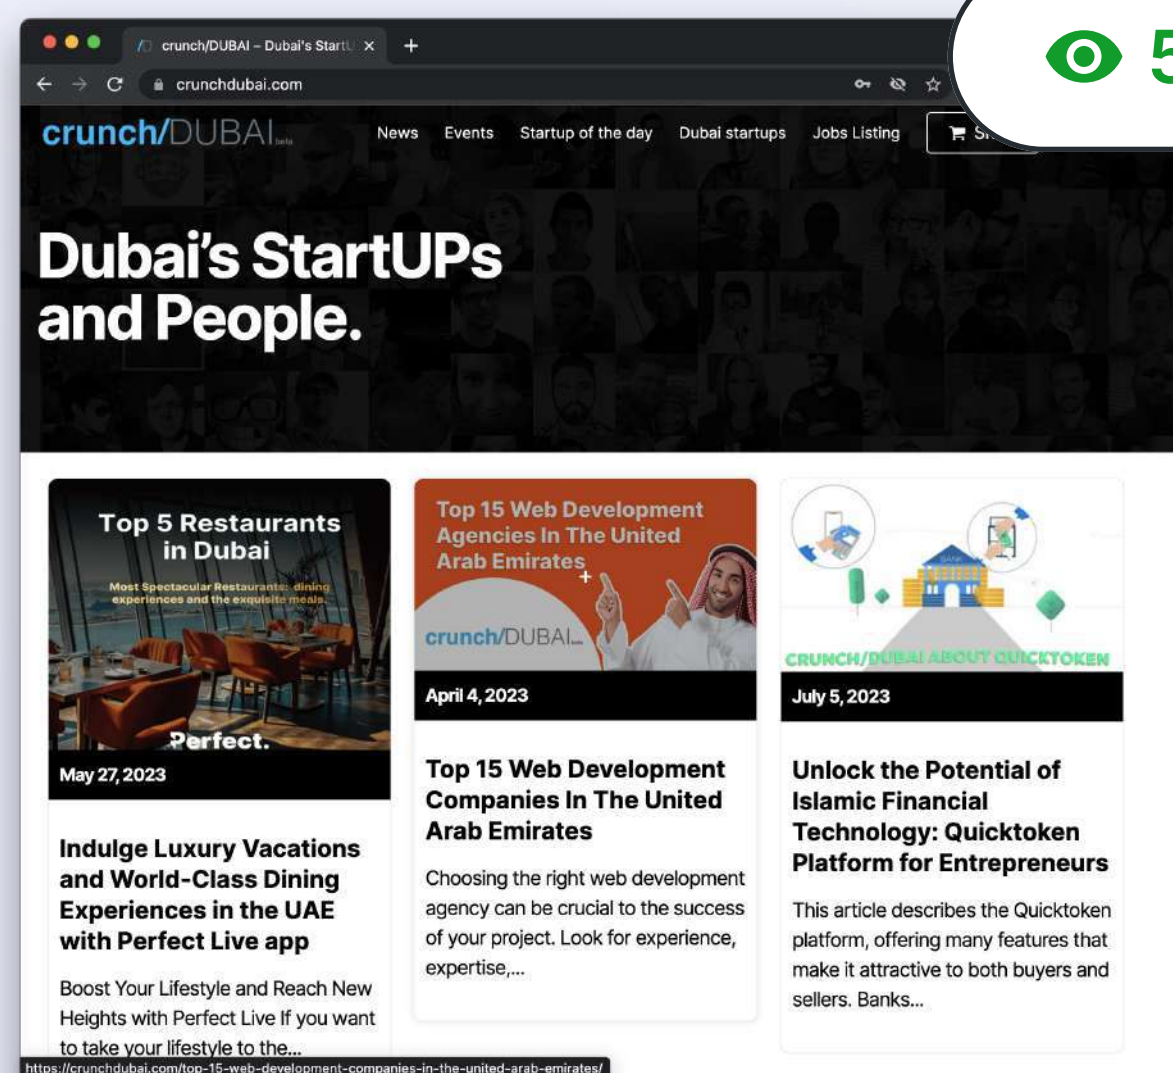 crunch/DUBAI – Dubai's StartU
crunchdubai.com
5
crunch/DUBAI beta
News Events Startup of the day Dubai startups Jobs Listing
Dubai's StartUPs
and People.
Top 5 Restaurants
in Dubai
Most Spectacular Restaurants: dining
experiences and the exquisite meals.
Perfect.
May 27, 2023
Indulge Luxury Vacations
and World-Class Dining
Experiences in the UAE
with Perfect Live app
Boost Your Lifestyle and Reach New
Heights with Perfect Live If you want
to take your lifestyle to the...
Top 15 Web Development
Agencies In The United
Arab Emirates
crunch/DUBAI
April 4, 2023
Top 15 Web Development
Companies In The United
Arab Emirates
Choosing the right web development
agency can be crucial to the success
of your project. Look for experience,
expertise,...
BANK
CRUNCH/DUBAI ABOUT QUICKTOKEN
July 5, 2023
Unlock the Potential of
Islamic Financial
Technology: Quicktoken
Platform for Entrepreneurs
This article describes the Quicktoken
platform, offering many features that
make it attractive to both buyers and
sellers. Banks...
https://crunchdubai.com/top-15-web-development-companies-in-the-united-arab-emirates/